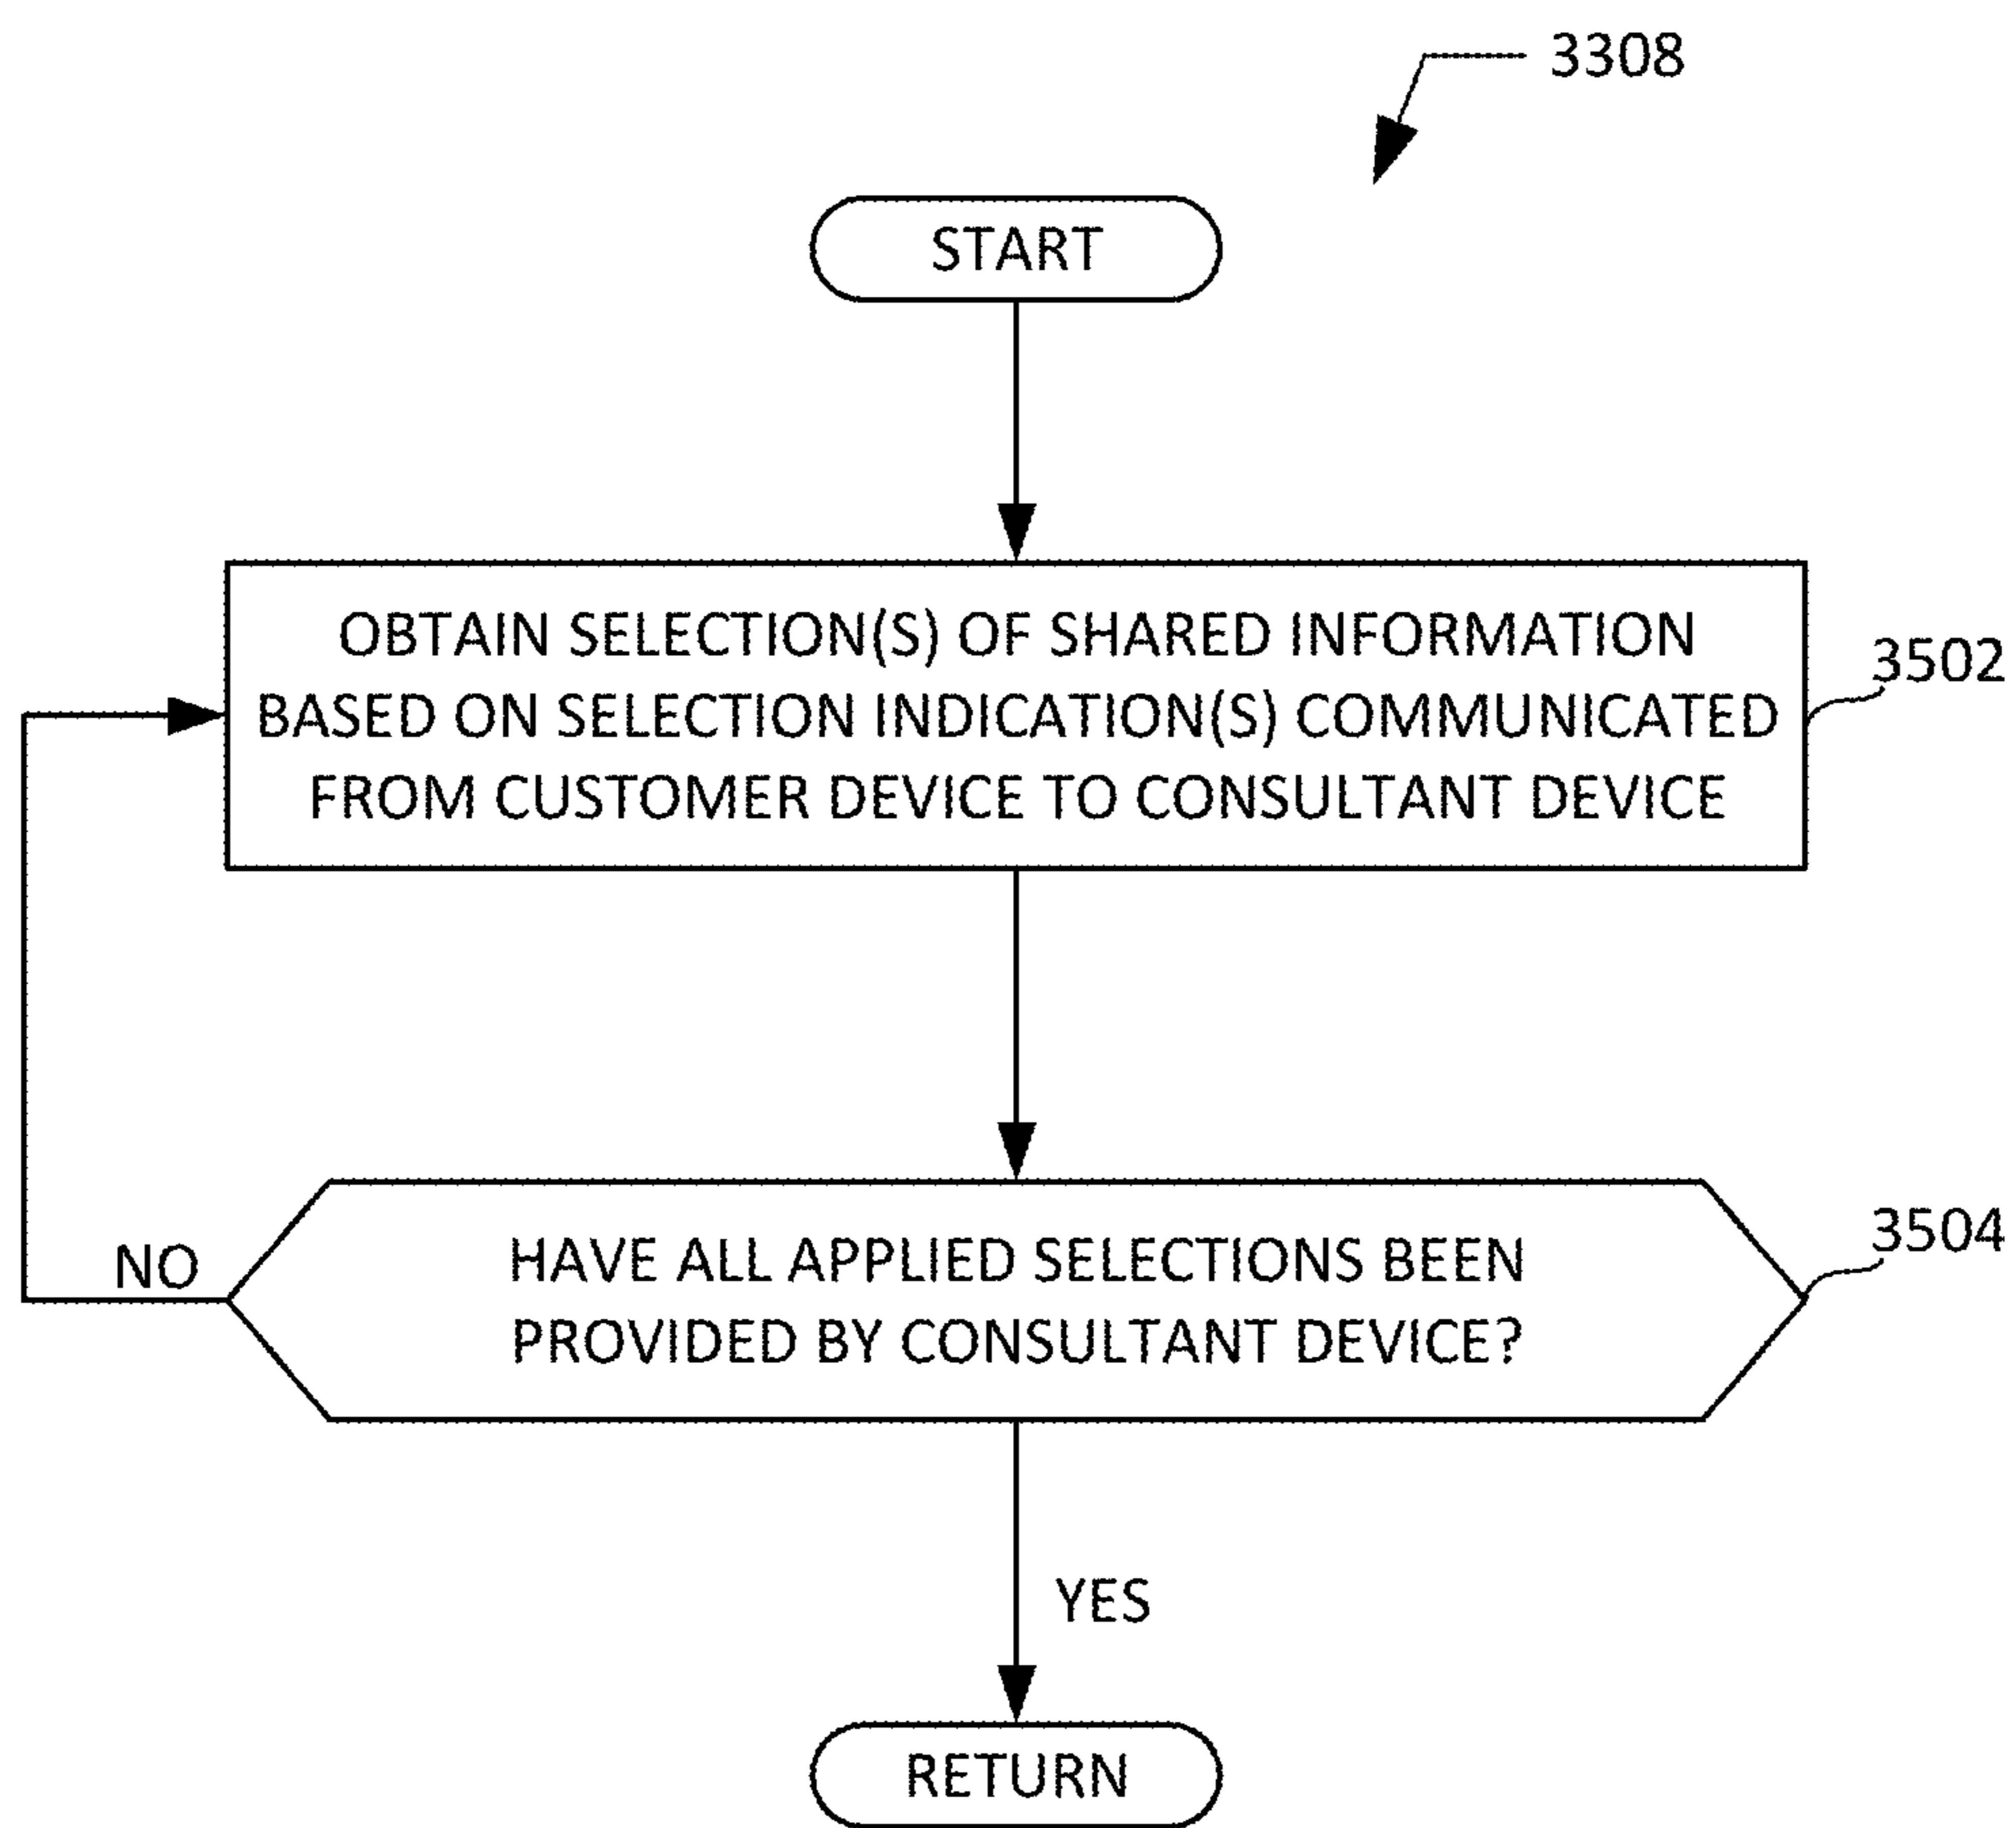 3308
START
OBTAIN SELECTION(S) OF SHARED INFORMATION
BASED ON SELECTION INDICATION(S) COMMUNICATED
FROM CUSTOMER DEVICE TO CONSULTANT DEVICE
3502
HAVE ALL APPLIED SELECTIONS BEEN
PROVIDED BY CONSULTANT DEVICE?
3504
NO
YES
RETURN